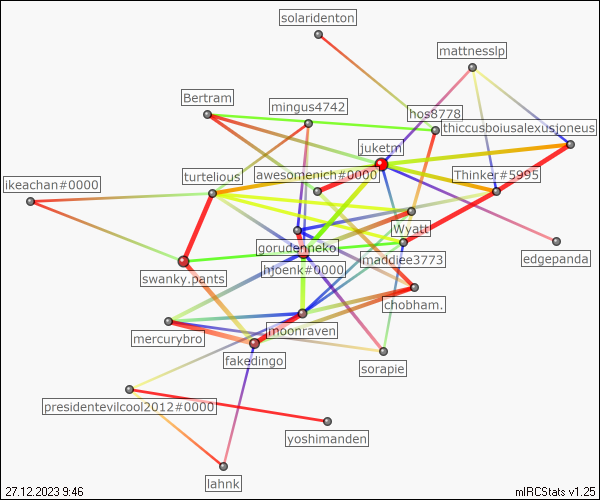 solaridenton
mattnesslp
Bertram
mingus4742
hos8778
thiccusboiusalexusjoneus
juketm
ikeachan#0000
turtelious
awesomenich#0000
Thinker#5995
Wyatt
gorudenneko
maddiee3773
edgepanda
swanky.pants
hjoenk#0000
chobham.
mercurybro
moonraven
fakedingo
sorapie
presidentevilcool2012#0000
yoshimanden
lahnk
27.12.2023 9:46
mIRCStats v1.25